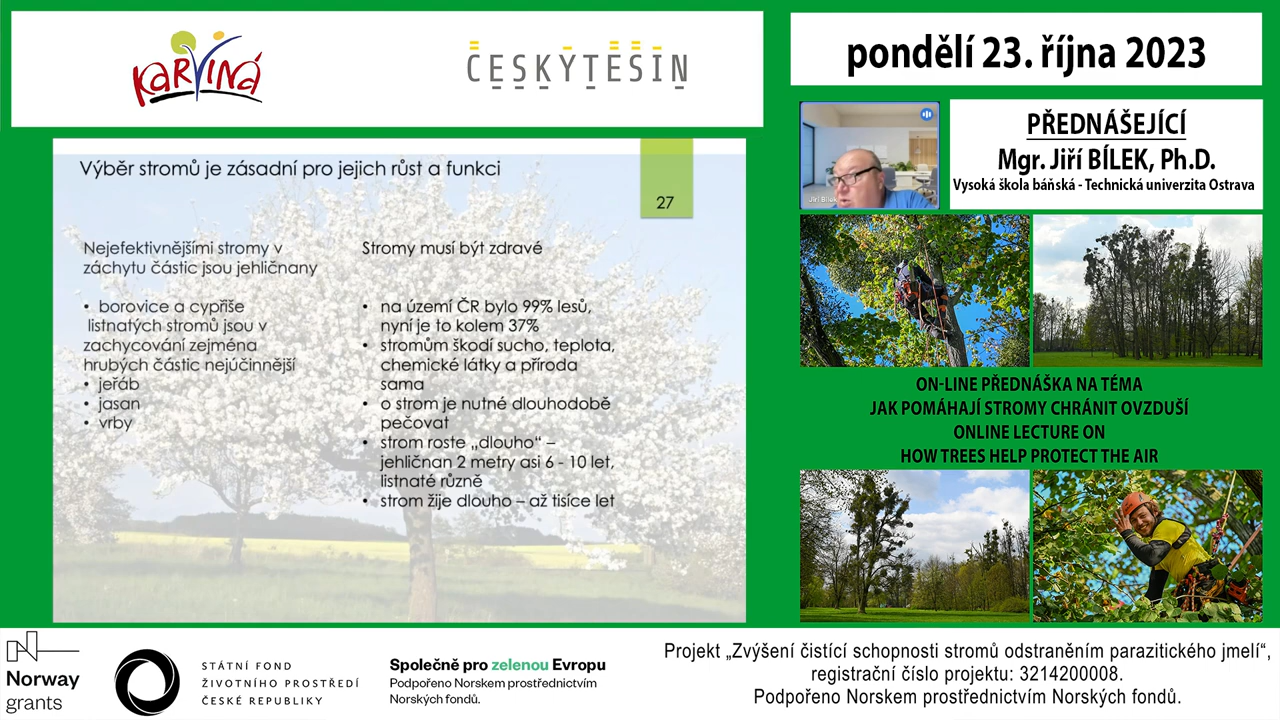 KARVINÁ
ČESKÝ TĚŠÍN
pondělí 23. října 2023
PŘEDNÁŠEJÍCÍ
Mgr. Jiří BÍLEK, Ph.D.
Vysoká škola báňská - Technická univerzita Ostrava
Jiří Bílek
Výběr stromů je zásadní pro jejich růst a funkci
27
Nejefektivnějšími stromy v
záchytu částic jsou jehličnany
• borovice a cypřiše
listnatých stromů jsou v
zachycování zejména
hrubých částic nejúčinnější
• jeřáb
• jasan
• vrby
Stromy musí být zdravé
• na území ČR bylo 99% lesů,
nyní je to kolem 37%
• stromům škodí sucho, teplota,
chemické látky a příroda
sama
• o strom je nutné dlouhodobě
pečovat
• strom roste „dlouho“ –
jehličnan 2 metry asi 6 - 10 let,
listnaté různě
• strom žije dlouho – až tisíce let
ON-LINE PŘEDNÁŠKA NA TÉMA
JAK POMÁHAJÍ STROMY CHRÁNIT OVZDUŠÍ
ONLINE LECTURE ON
HOW TREES HELP PROTECT THE AIR
Norway
grants
STÁTNÍ FOND
ŽIVOTNÍHO PROSTŘEDÍ
ČESKÉ REPUBLIKY
Společně pro zelenou Evropu
Podpořeno Norskem prostřednictvím
Norských fondů.
Projekt „Zvýšení čistící schopnosti stromů odstraněním parazitického jmelí“,
registrační číslo projektu: 3214200008.
Podpořeno Norskem prostřednictvím Norských fondů.